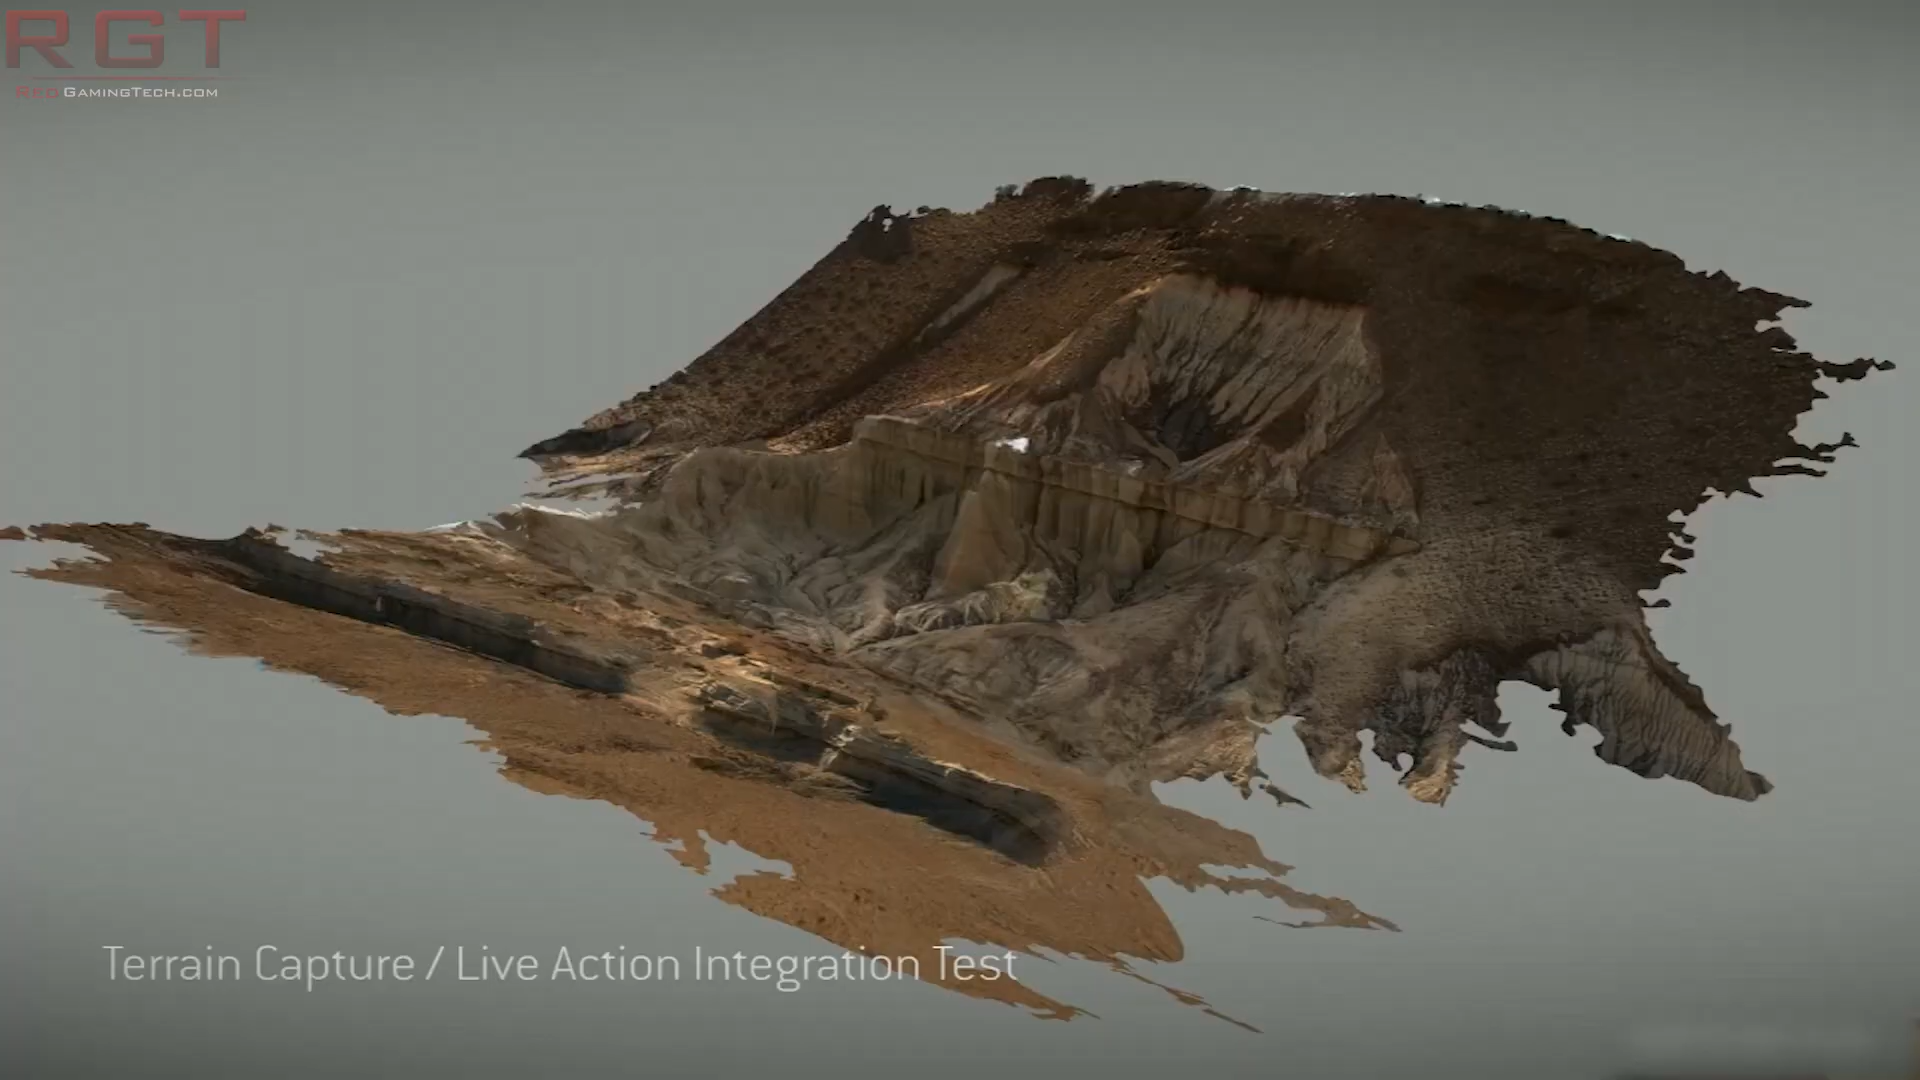 RGT
RedGamingTech.com
Terrain Capture / Live Action Integration Test